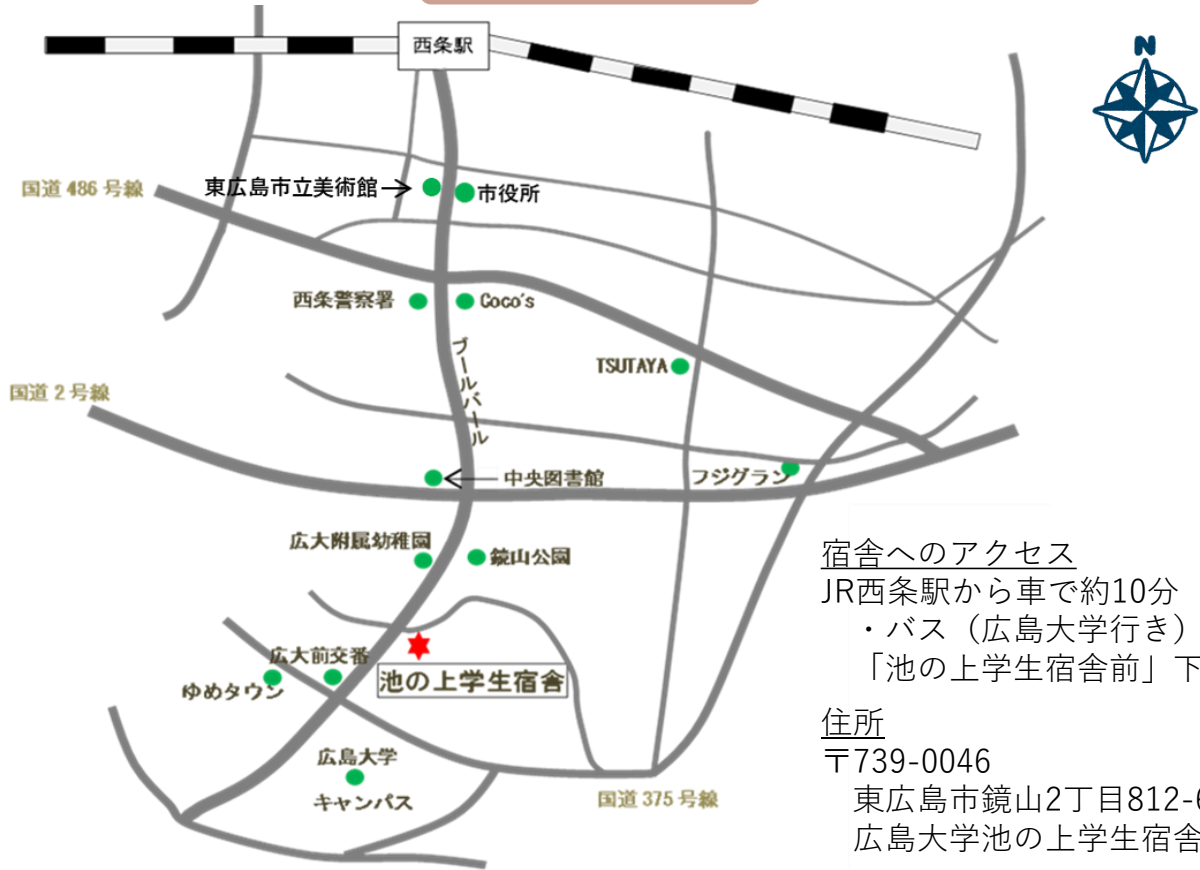 西条駅
N
国道 486 号線
東広島市立美術館
市役所
西条警察署
Coco's
ブールバール
TSUTAYA
国道 2 号線
中央図書館
フジグラン
広大附属幼稚園
鏡山公園
広大前交番
ゆめタウン
池の上学生宿舎
広島大学
キャンパス
国道 375 号線
宿舎へのアクセス
JR西条駅から車で約10分
・バス（広島大学行き）
「池の上学生宿舎前」下
住所
〒739-0046
東広島市鏡山2丁目812-6
広島大学池の上学生宿舎